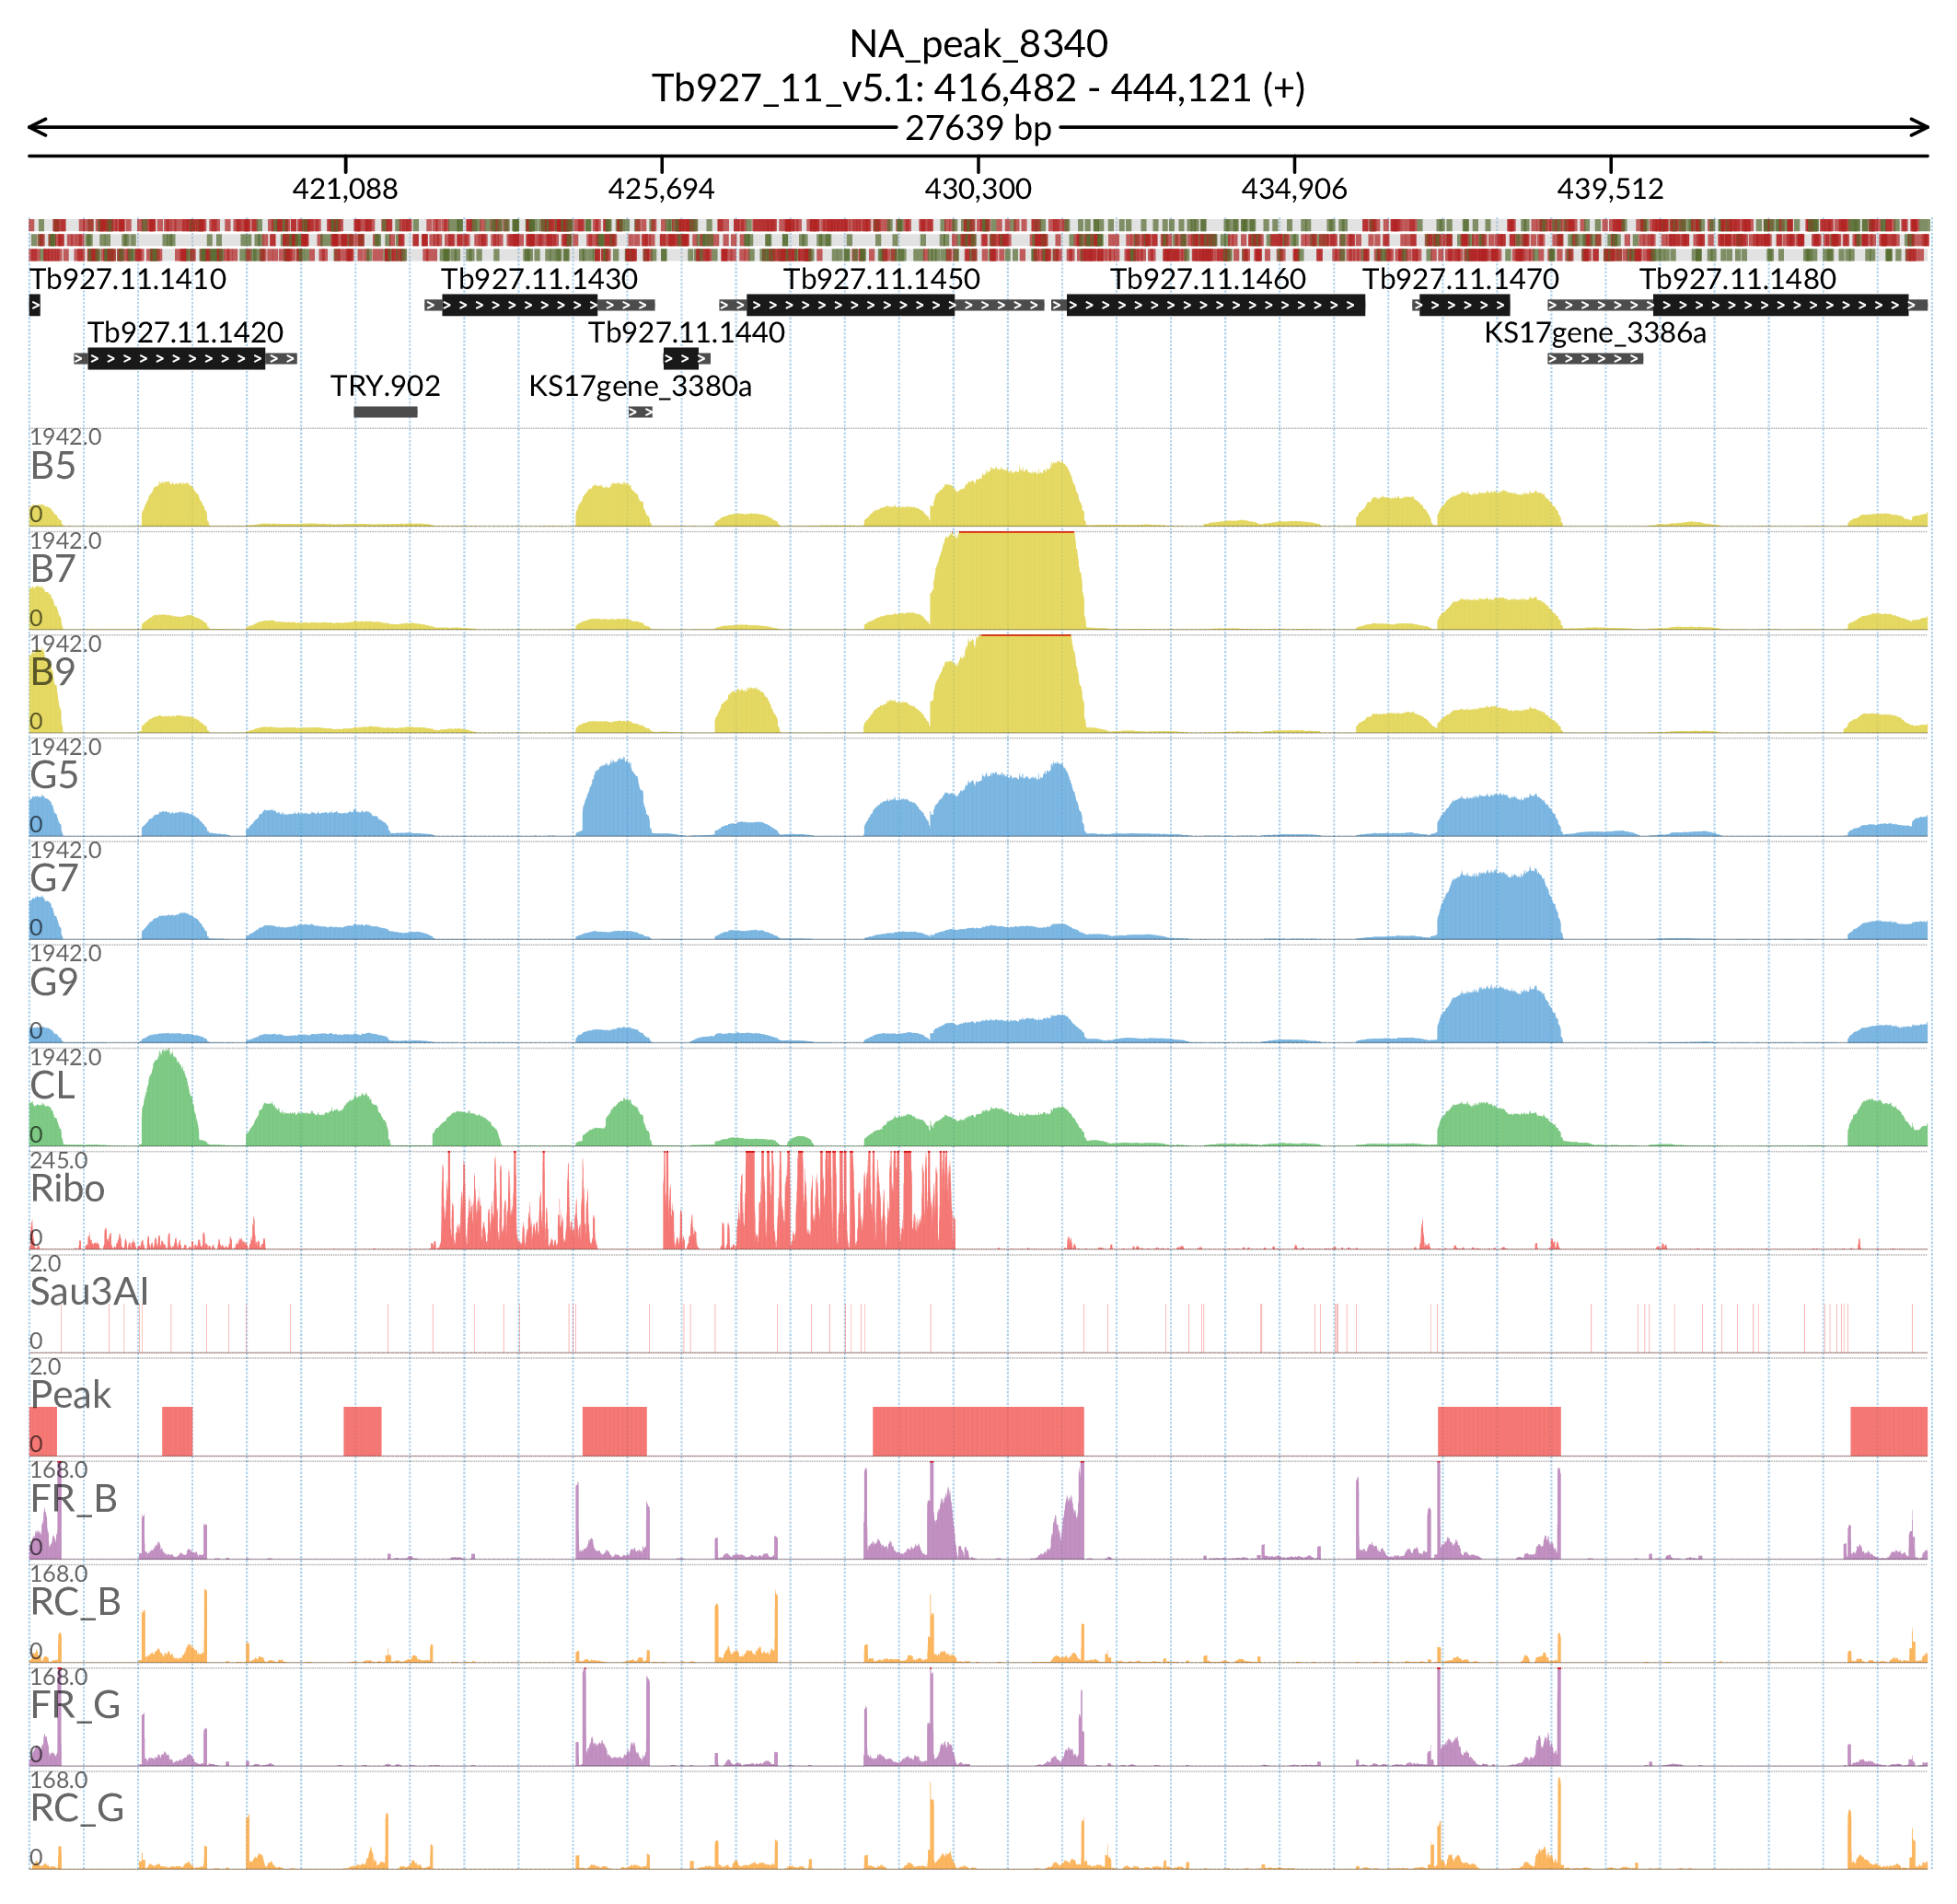 NA_peak_8340
Tb927_11_v5.1: 416,482 - 444,121 (+)
27639 bp
421,088 425,694 430,300 434,906 439,512
Tb927.11.1410 Tb927.11.1430 Tb927.11.1450 Tb927.11.1460 Tb927.11.1470 Tb927.11.1480
Tb927.11.1420 Tb927.11.1440 KS17gene_3386a
TRY.902 KS17gene_3380a
1942.0
B5
0
1942.0
B7
0
1942.0
B9
0
1942.0
G5
0
1942.0
G7
0
1942.0
G9
0
1942.0
CL
0
245.0
Ribo
0
2.0
Sau3AI
0
2.0
Peak
0
168.0
FR_B
0
168.0
RC_B
0
168.0
FR_G
0
168.0
RC_G
0